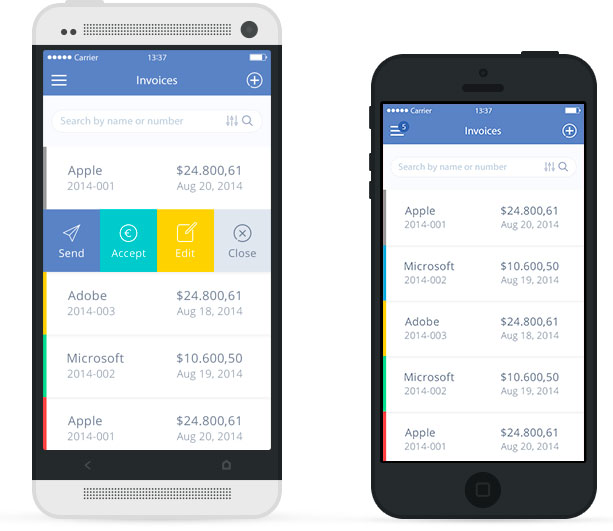 Carrier 13:37
Invoices
Search by name or number
Apple $24.800,61
2014-001 Aug 20, 2014
Send Accept Edit Close
Adobe $24.800,61
2014-003 Aug 18, 2014
Microsoft $10.600,50
2014-002 Aug 19, 2014
Apple $24.800,61
2014-001 Aug 20, 2014
Carrier 13:37
5 Invoices
Search by name or number
Apple $24.800,61
2014-001 Aug 20, 2014
Microsoft $10.600,50
2014-002 Aug 19, 2014
Adobe $24.800,61
2014-003 Aug 18, 2014
Microsoft $10.600,50
2014-002 Aug 19, 2014
Apple $24.800,61
2014-001 Aug 20, 2014